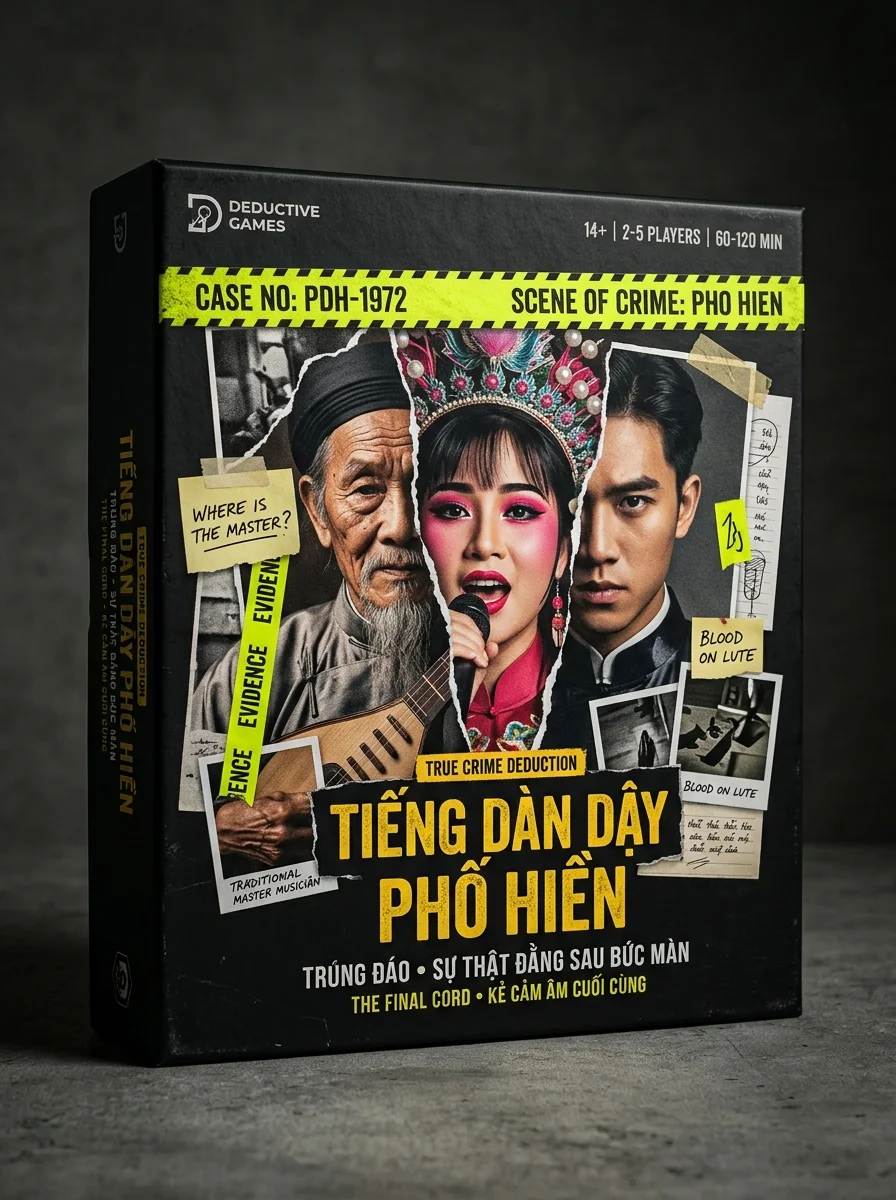 DEDUCTIVE
GAMES
14+ | 2-5 PLAYERS | 60-120 MIN
CASE NO: PDH-1972
SCENE OF CRIME: PHO HIEN
WHERE IS
THE MASTER?
EVIDENCE
EVIDENCE
ENCE
BLOOD
ON LUTE
BLOOD ON LUTE
TRADITIONAL
MASTER MUSICIAN
TRUE CRIME DEDUCTION
TIẾNG DÀN DẬY
PHỐ HIỀN
TRÚNG ĐÁO • SỰ THẬT ĐẰNG SAU BỨC MÀN
THE FINAL CORD • KẺ CẢM ÂM CUỐI CÙNG
TRUE CRIME DEDUCTION
TIẾNG DÀN DẬY PHỐ HIỀN